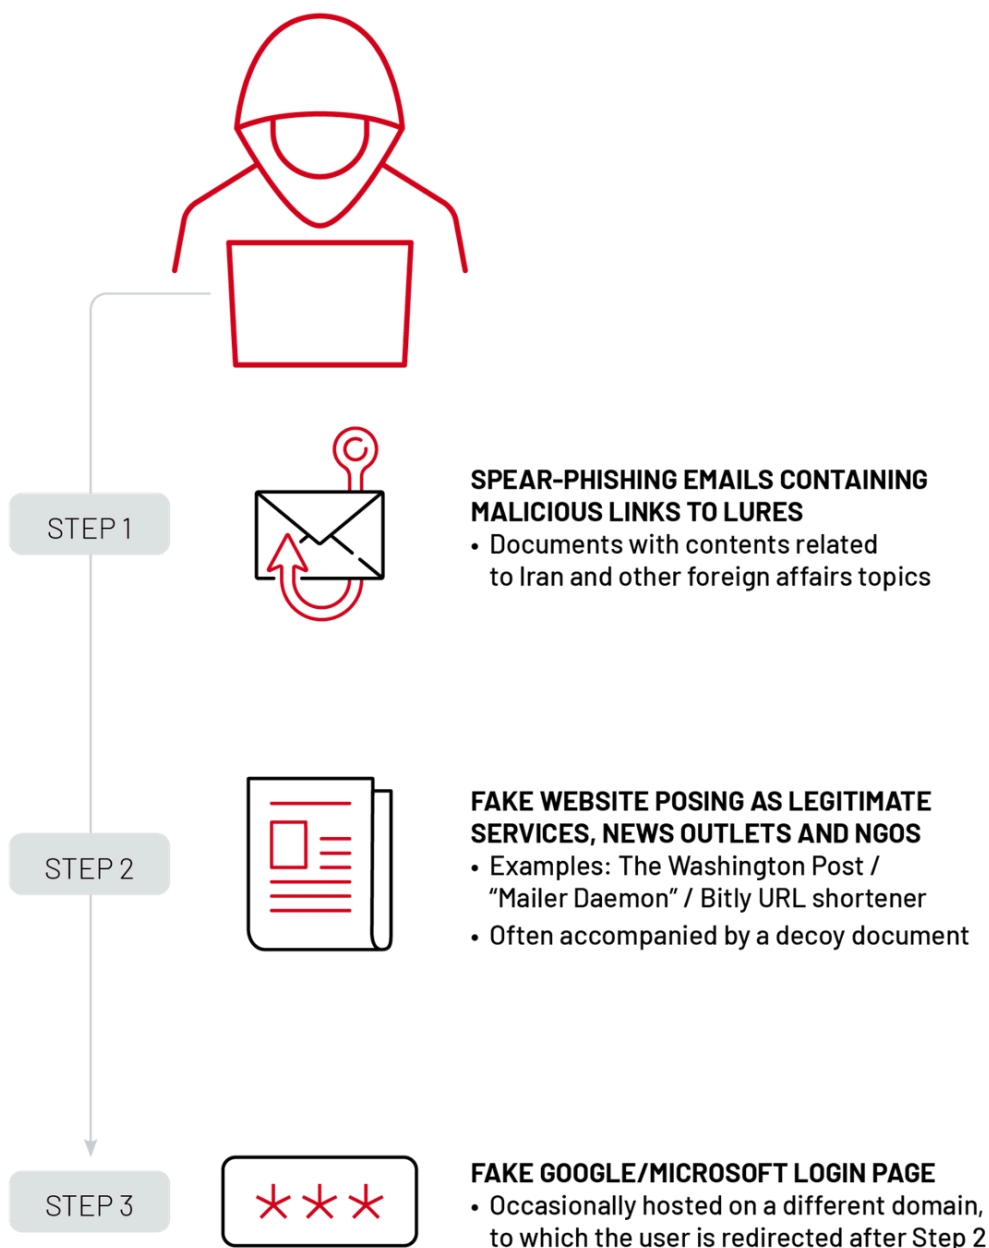 STEP 1
SPEAR-PHISHING EMAILS CONTAINING
MALICIOUS LINKS TO LURES
• Documents with contents related
to Iran and other foreign affairs topics
STEP 2
FAKE WEBSITE POSING AS LEGITIMATE
SERVICES, NEWS OUTLETS AND NGOS
• Examples: The Washington Post /
“Mailer Daemon” / Bitly URL shortener
• Often accompanied by a decoy document
STEP 3
FAKE GOOGLE/MICROSOFT LOGIN PAGE
• Occasionally hosted on a different domain,
to which the user is redirected after Step 2